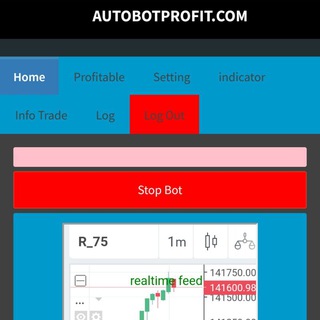 AUTOBOTPROFIT.COM
Home Profitable Setting indicator
Info Trade Log Log Out
Stop Bot
R_75 1m
realtime feed
141750.00
141600.98
141500.00
...